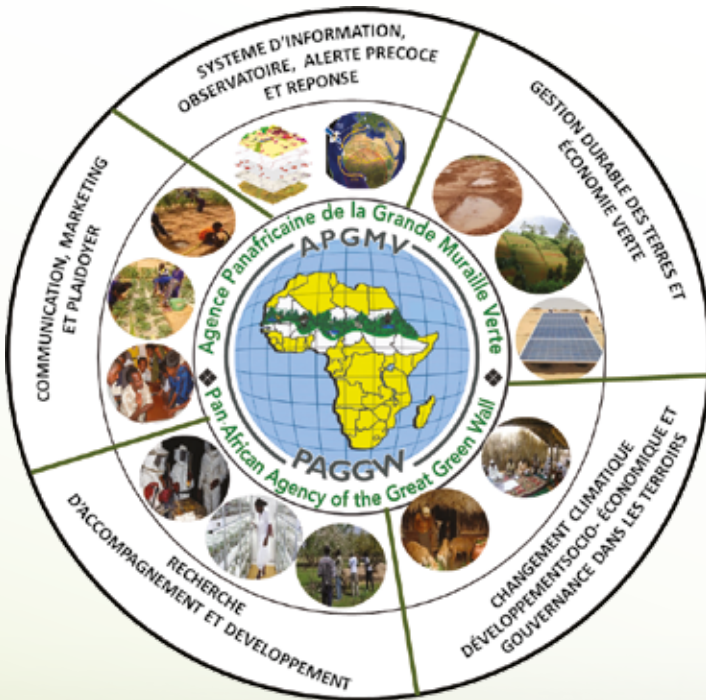 SYSTEME D'INFORMATION,
OBSERVATOIRE, ALERTE PRECOCE
ET REPONSE
GESTION DURABLE DES TERRES ET
ÉCONOMIE VERTE
CHANGEMENT CLIMATIQUE
DÉVELOPPEMENTSOCIO- ÉCONOMIQUE ET
GOUVERNANCE DANS LES TERROIRS
RECHERCHE
D'ACCOMPAGNEMENT ET DEVELOPPEMENT
COMMUNICATION, MARKETING
ET PLAIDOYER
Agence Panafricaine de la Grande Muraille Verte
APGMV
PAGGW
Pan-African Agency of the Great Green Wall